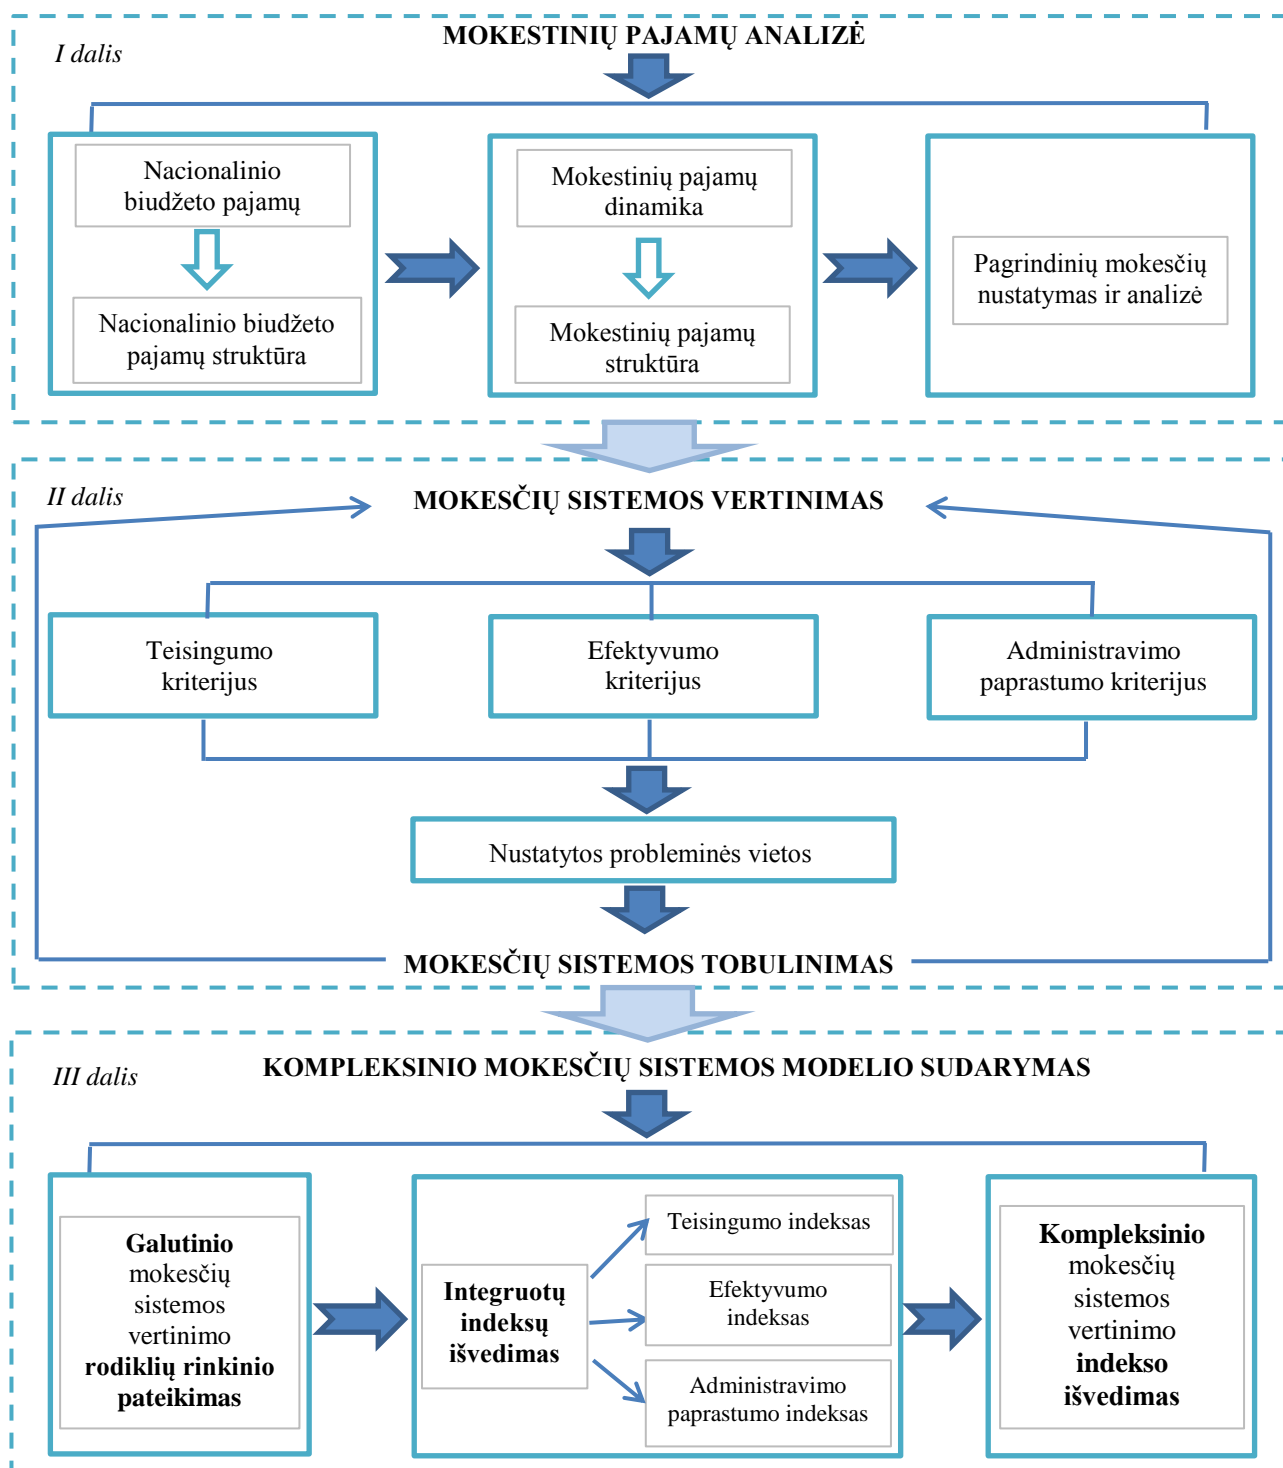 MOKESTINIŲ PAJAMŲ ANALIZĖ
I dalis
Nacionalinio
biudžeto pajamų
Nacionalinio biudžeto
pajamų struktūra
Mokestinių pajamų
dinamika
Mokestinių pajamų
struktūra
Pagrindinių mokesčių
nustatymas ir analizė
II dalis
MOKESČIŲ SISTEMOS VERTINIMAS
Teisingumo
kriterijus
Efektyvumo
kriterijus
Administravimo
paprastumo kriterijus
Nustatytos probleminės vietos
MOKESČIŲ SISTEMOS TOBULINIMAS
III dalis
KOMPLEKSINIO MOKESČIŲ SISTEMOS MODELIO SUDARYMAS
Galutinio
mokesčių
sistemos
vertinimo
rodiklių rinkinio
pateikimas
Integruotų
indeksų
išvedimas
Teisingumo indeksas
Efektyvumo
indeksas
Administravimo
paprastumo indeksas
Kompleksinio
mokesčių
sistemos
vertinimo
indekso
išvedimas